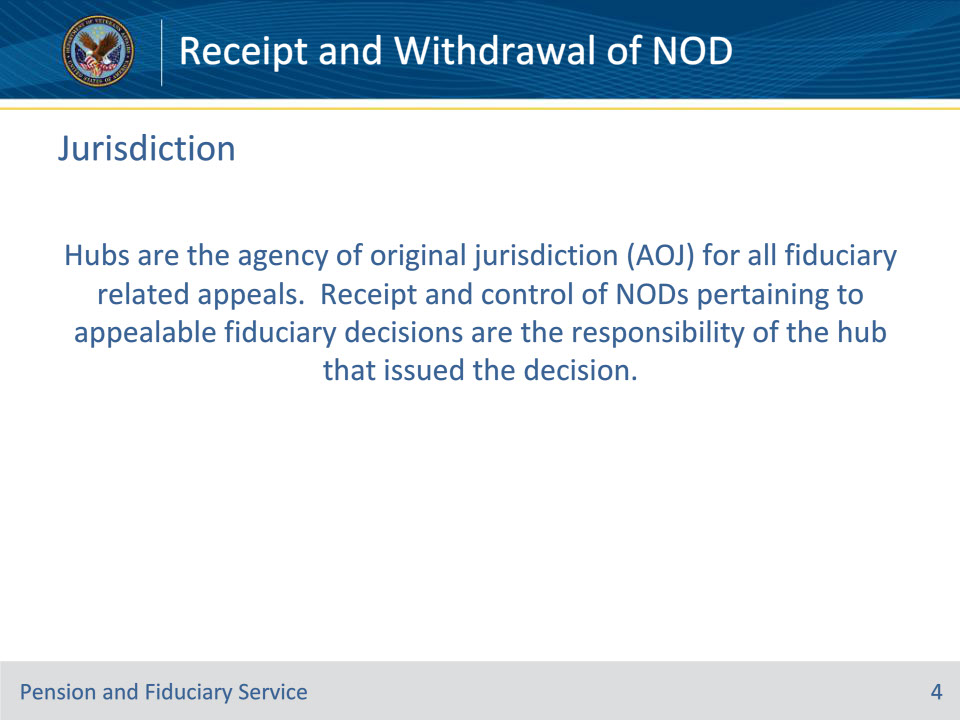 Receipt and Withdrawal of NOD
Jurisdiction
Hubs are the agency of original jurisdiction (AOJ) for all fiduciary
related appeals.  Receipt and control of NODs pertaining to
appealable fiduciary decisions are the responsibility of the hub
that issued the decision.
Pension and Fiduciary Service
4